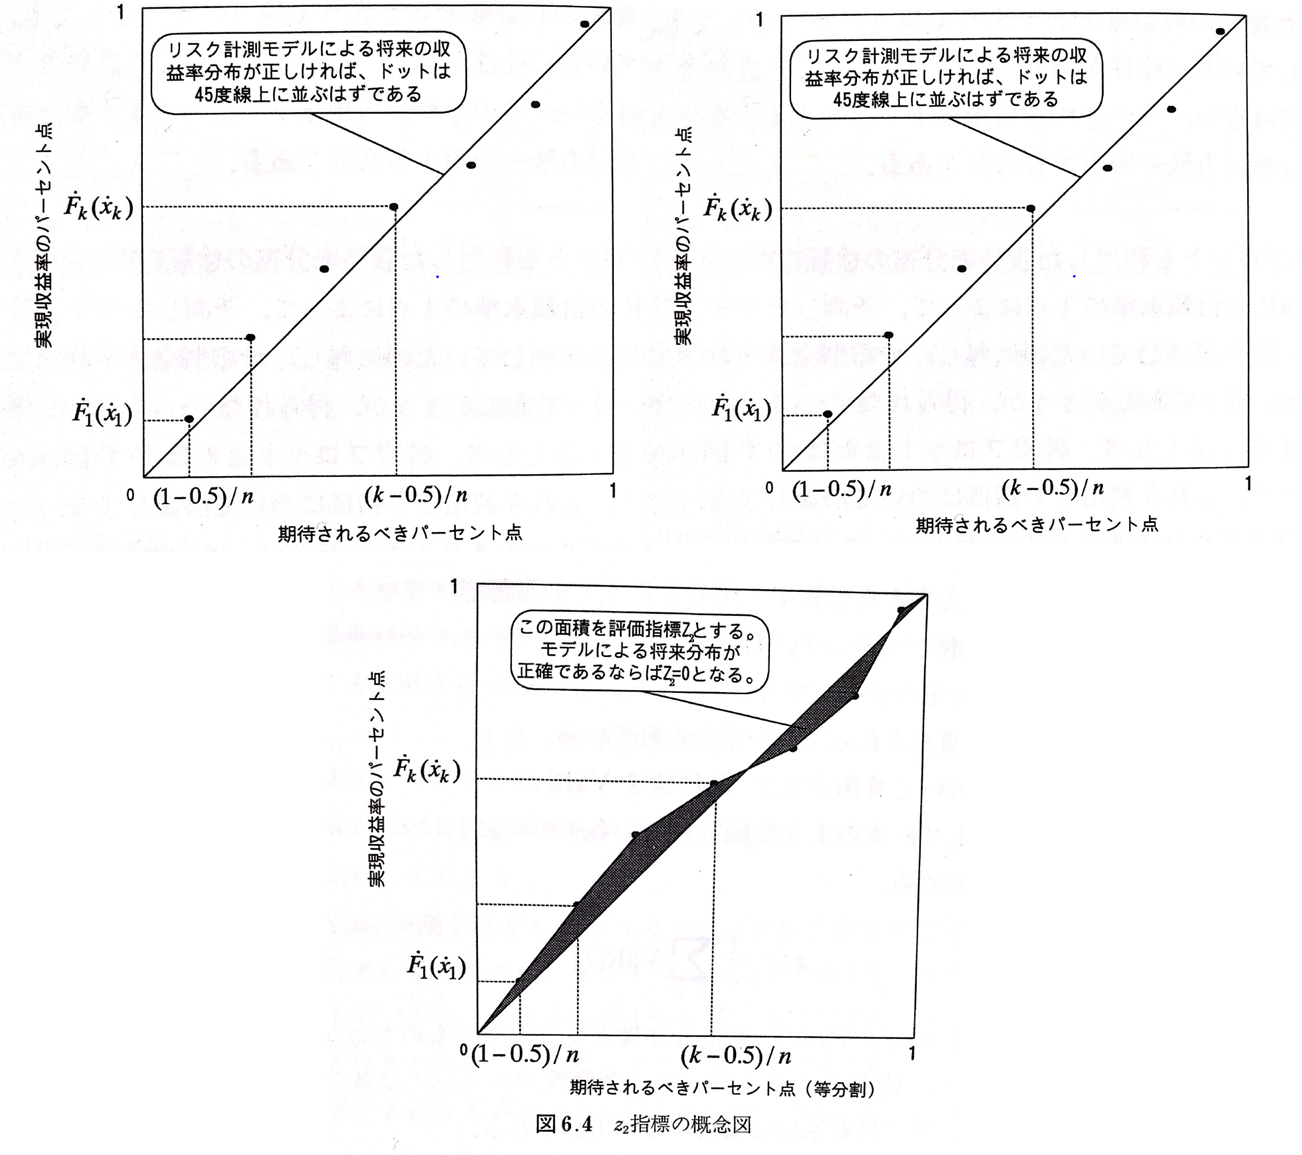 1
リスク計測モデルによる将来の収
益率分布が正しければ、ドットは
45度線上に並ぶはずである
実現収益率のパーセント点
Ḟk(ẋk)
Ḟ1(ẋ1)
0 (1−0.5)/n (k−0.5)/n 1
期待されるべきパーセント点
1
リスク計測モデルによる将来の収
益率分布が正しければ、ドットは
45度線上に並ぶはずである
実現収益率のパーセント点
Ḟk(ẋk)
Ḟ1(ẋ1)
0 (1−0.5)/n (k−0.5)/n 1
期待されるべきパーセント点
1
この面積を評価指標Z2とする。
モデルによる将来分布が
正確であるならばZ2=0となる。
実現収益率のパーセント点
Ḟk(ẋk)
Ḟ1(ẋ1)
0 (1−0.5)/n (k−0.5)/n 1
期待されるべきパーセント点(等分割)
図6.4 z2指標の概念図